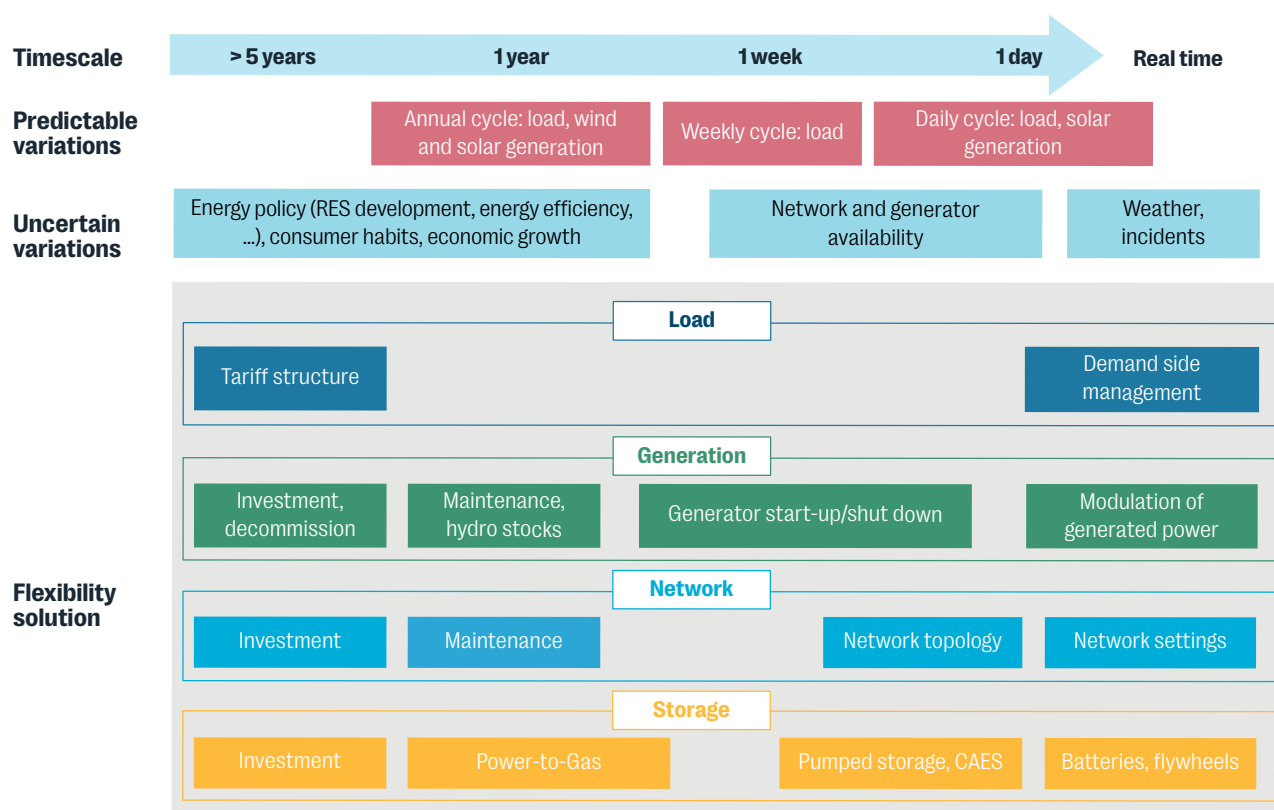 Timescale
> 5 years
1 year
1 week
1 day
Real time
Predictable
variations
Annual cycle: load, wind
and solar generation
Weekly cycle: load
Daily cycle: load, solar
generation
Uncertain
variations
Energy policy (RES development, energy efficiency,
...), consumer habits, economic growth
Network and generator
availability
Weather,
incidents
Flexibility
solution
Load
Tariff structure
Demand side
management
Generation
Investment,
decommission
Maintenance,
hydro stocks
Generator start-up/shut down
Modulation of
generated power
Network
Investment
Maintenance
Network topology
Network settings
Storage
Investment
Power-to-Gas
Pumped storage, CAES
Batteries, flywheels